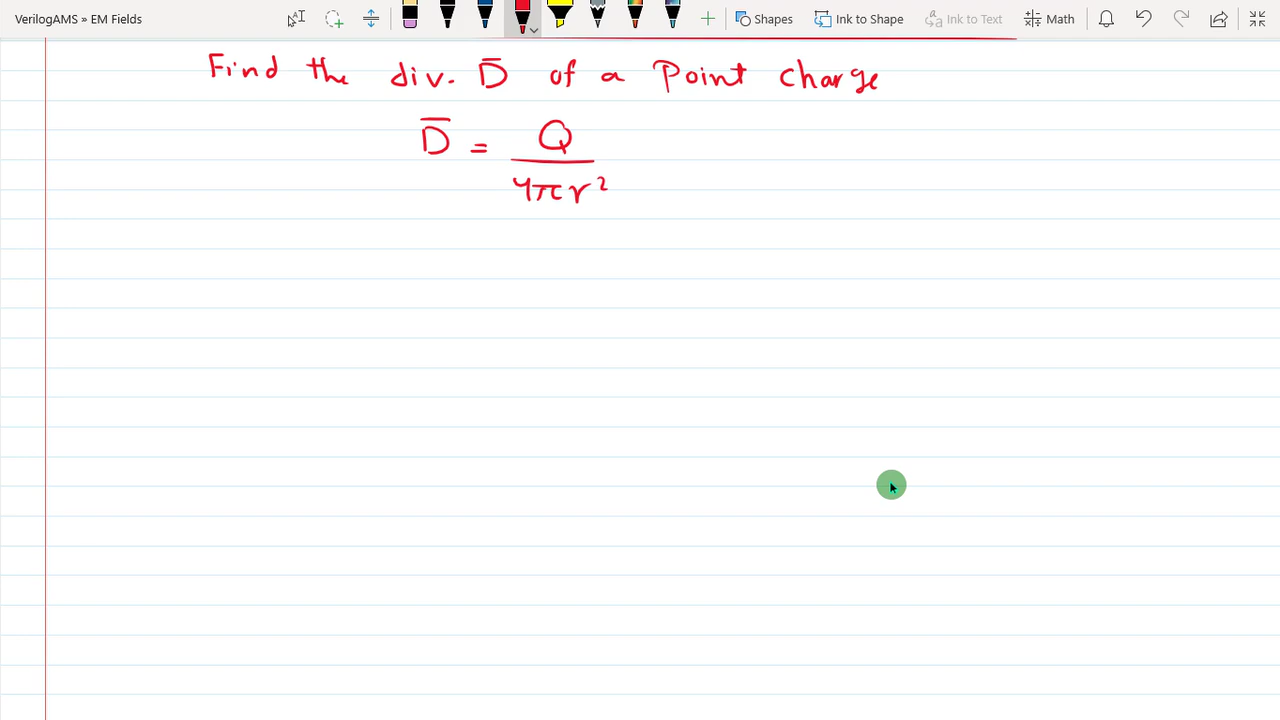 VerilogAMS » EM Fields
Shapes
Ink to Shape
Ink to Text
Math
Find the div. D̅ of a Point charge
D̅ = Q / 4πr²